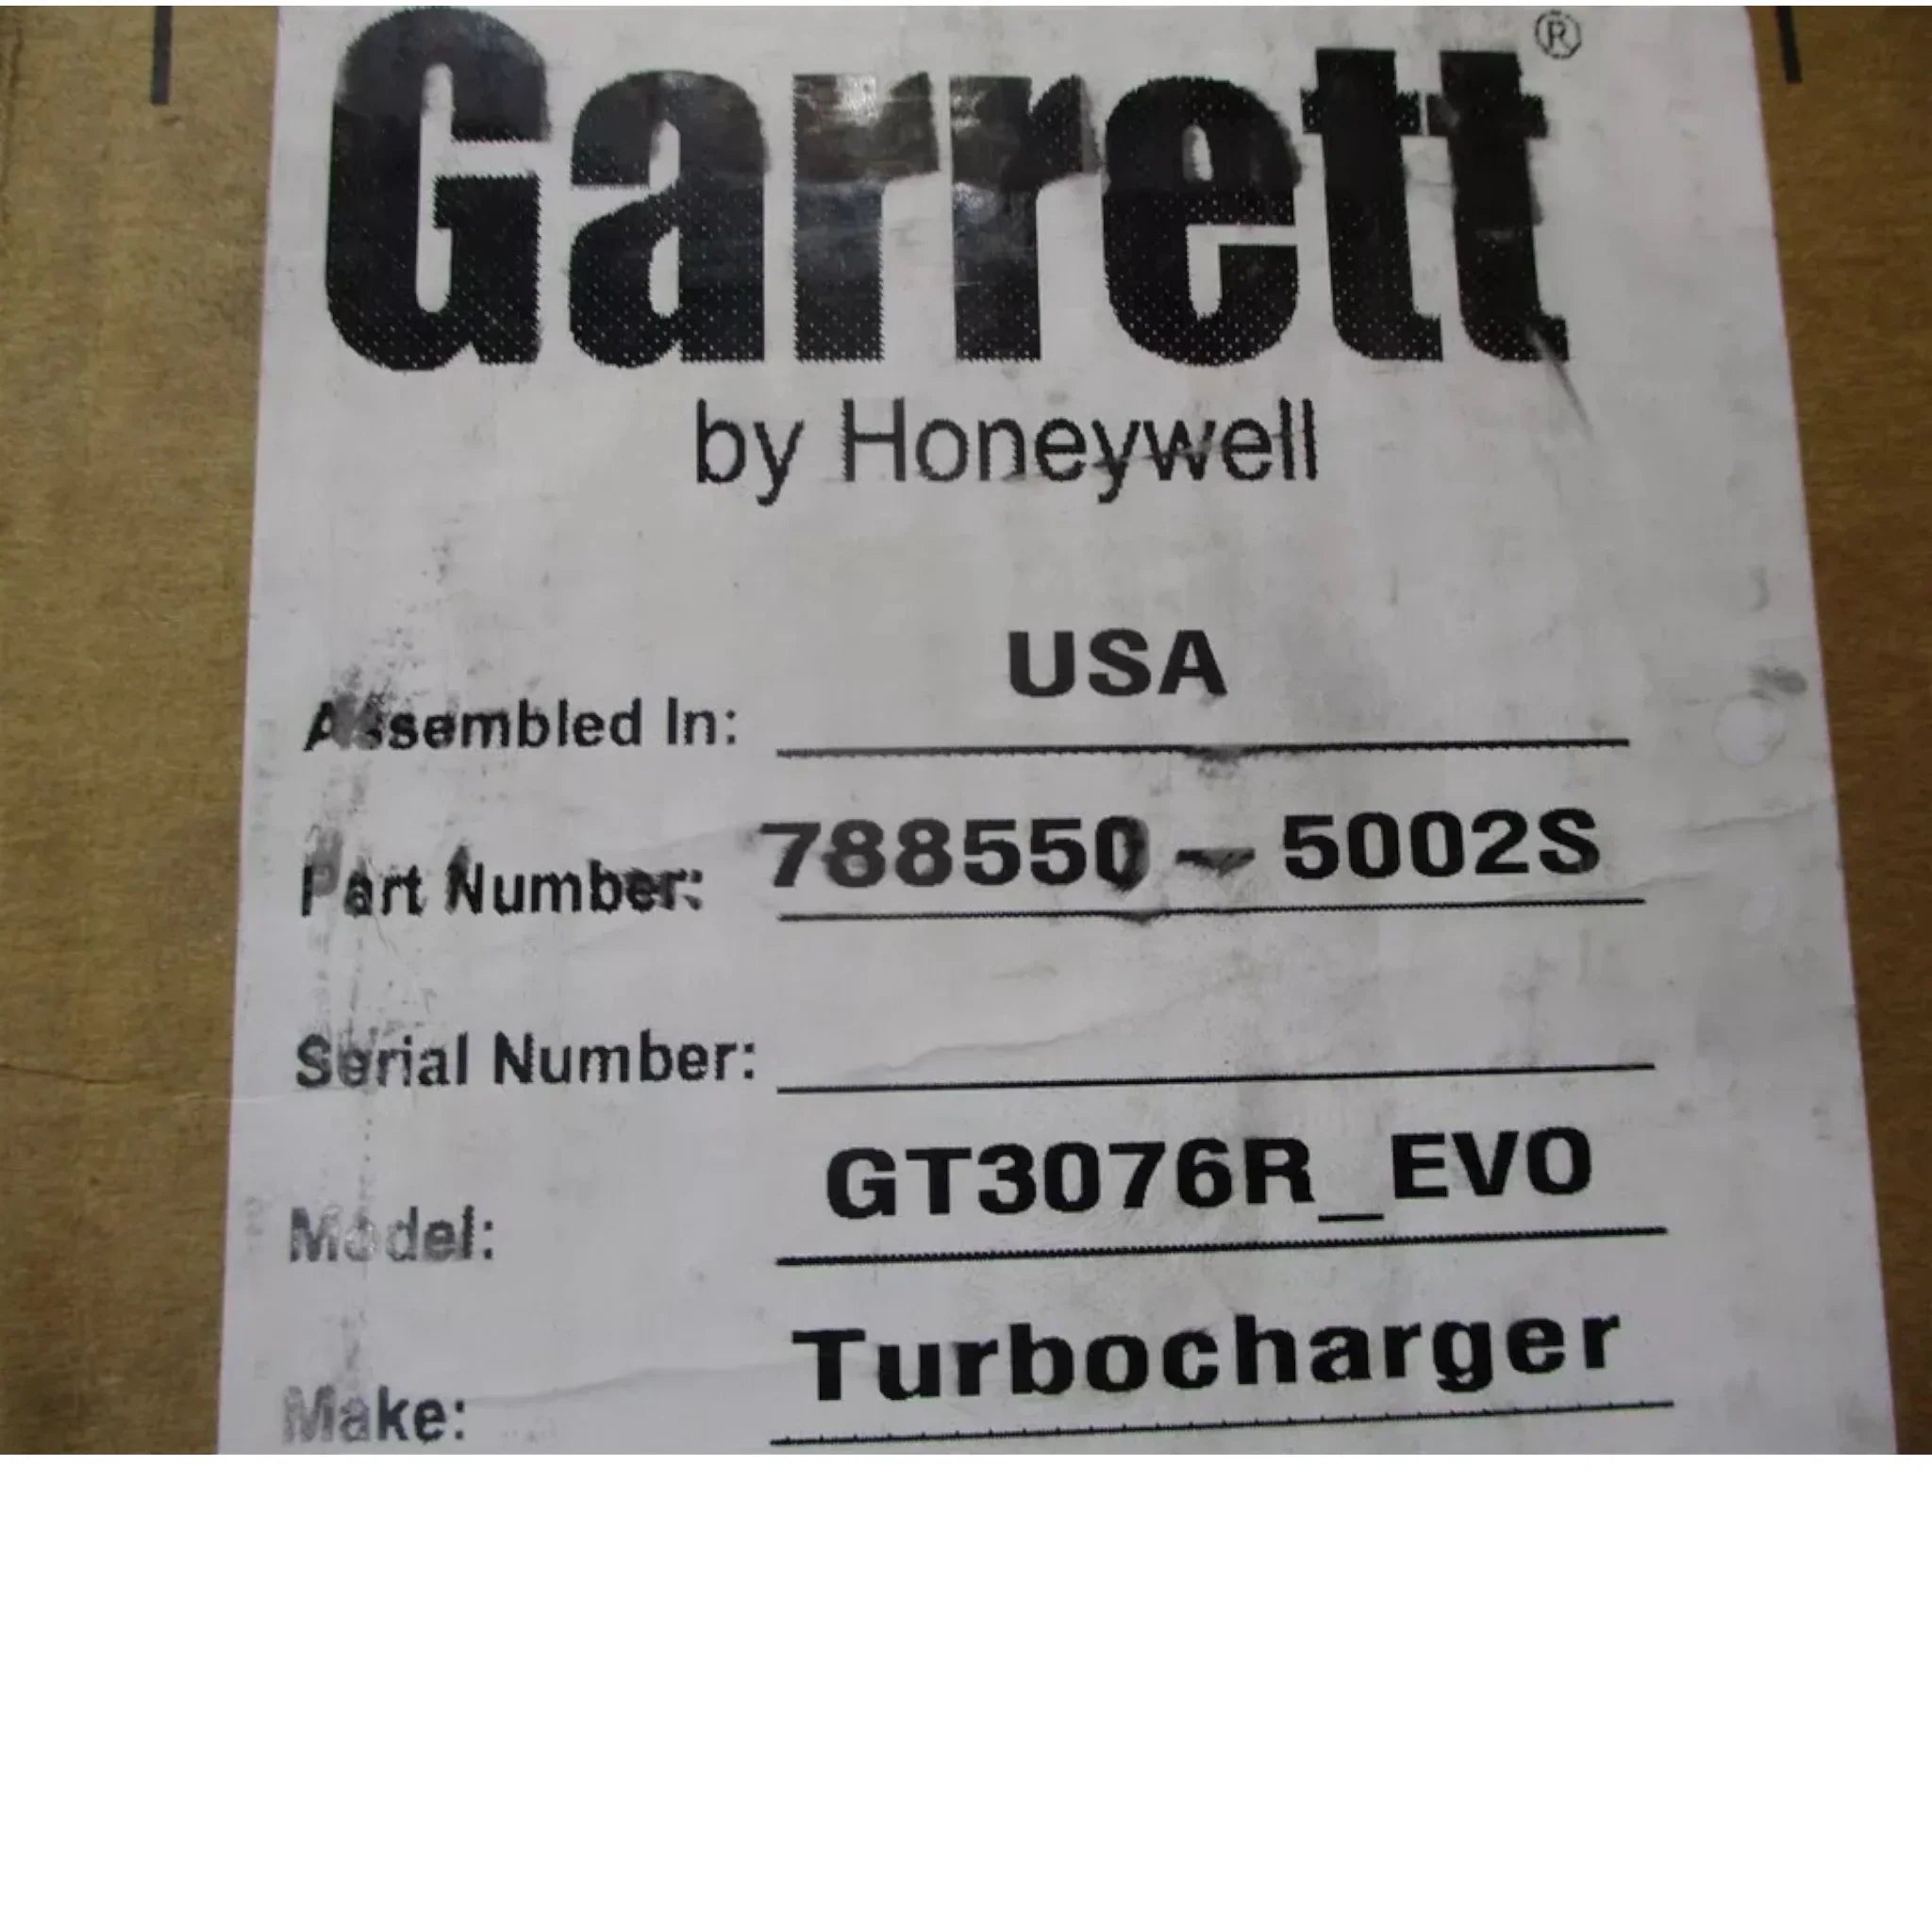 Garrett®
by Honeywell
Assembled In: USA
Part Number: 788550-5002S
Serial Number:
Model: GT3076R_EVO
Make: Turbocharger